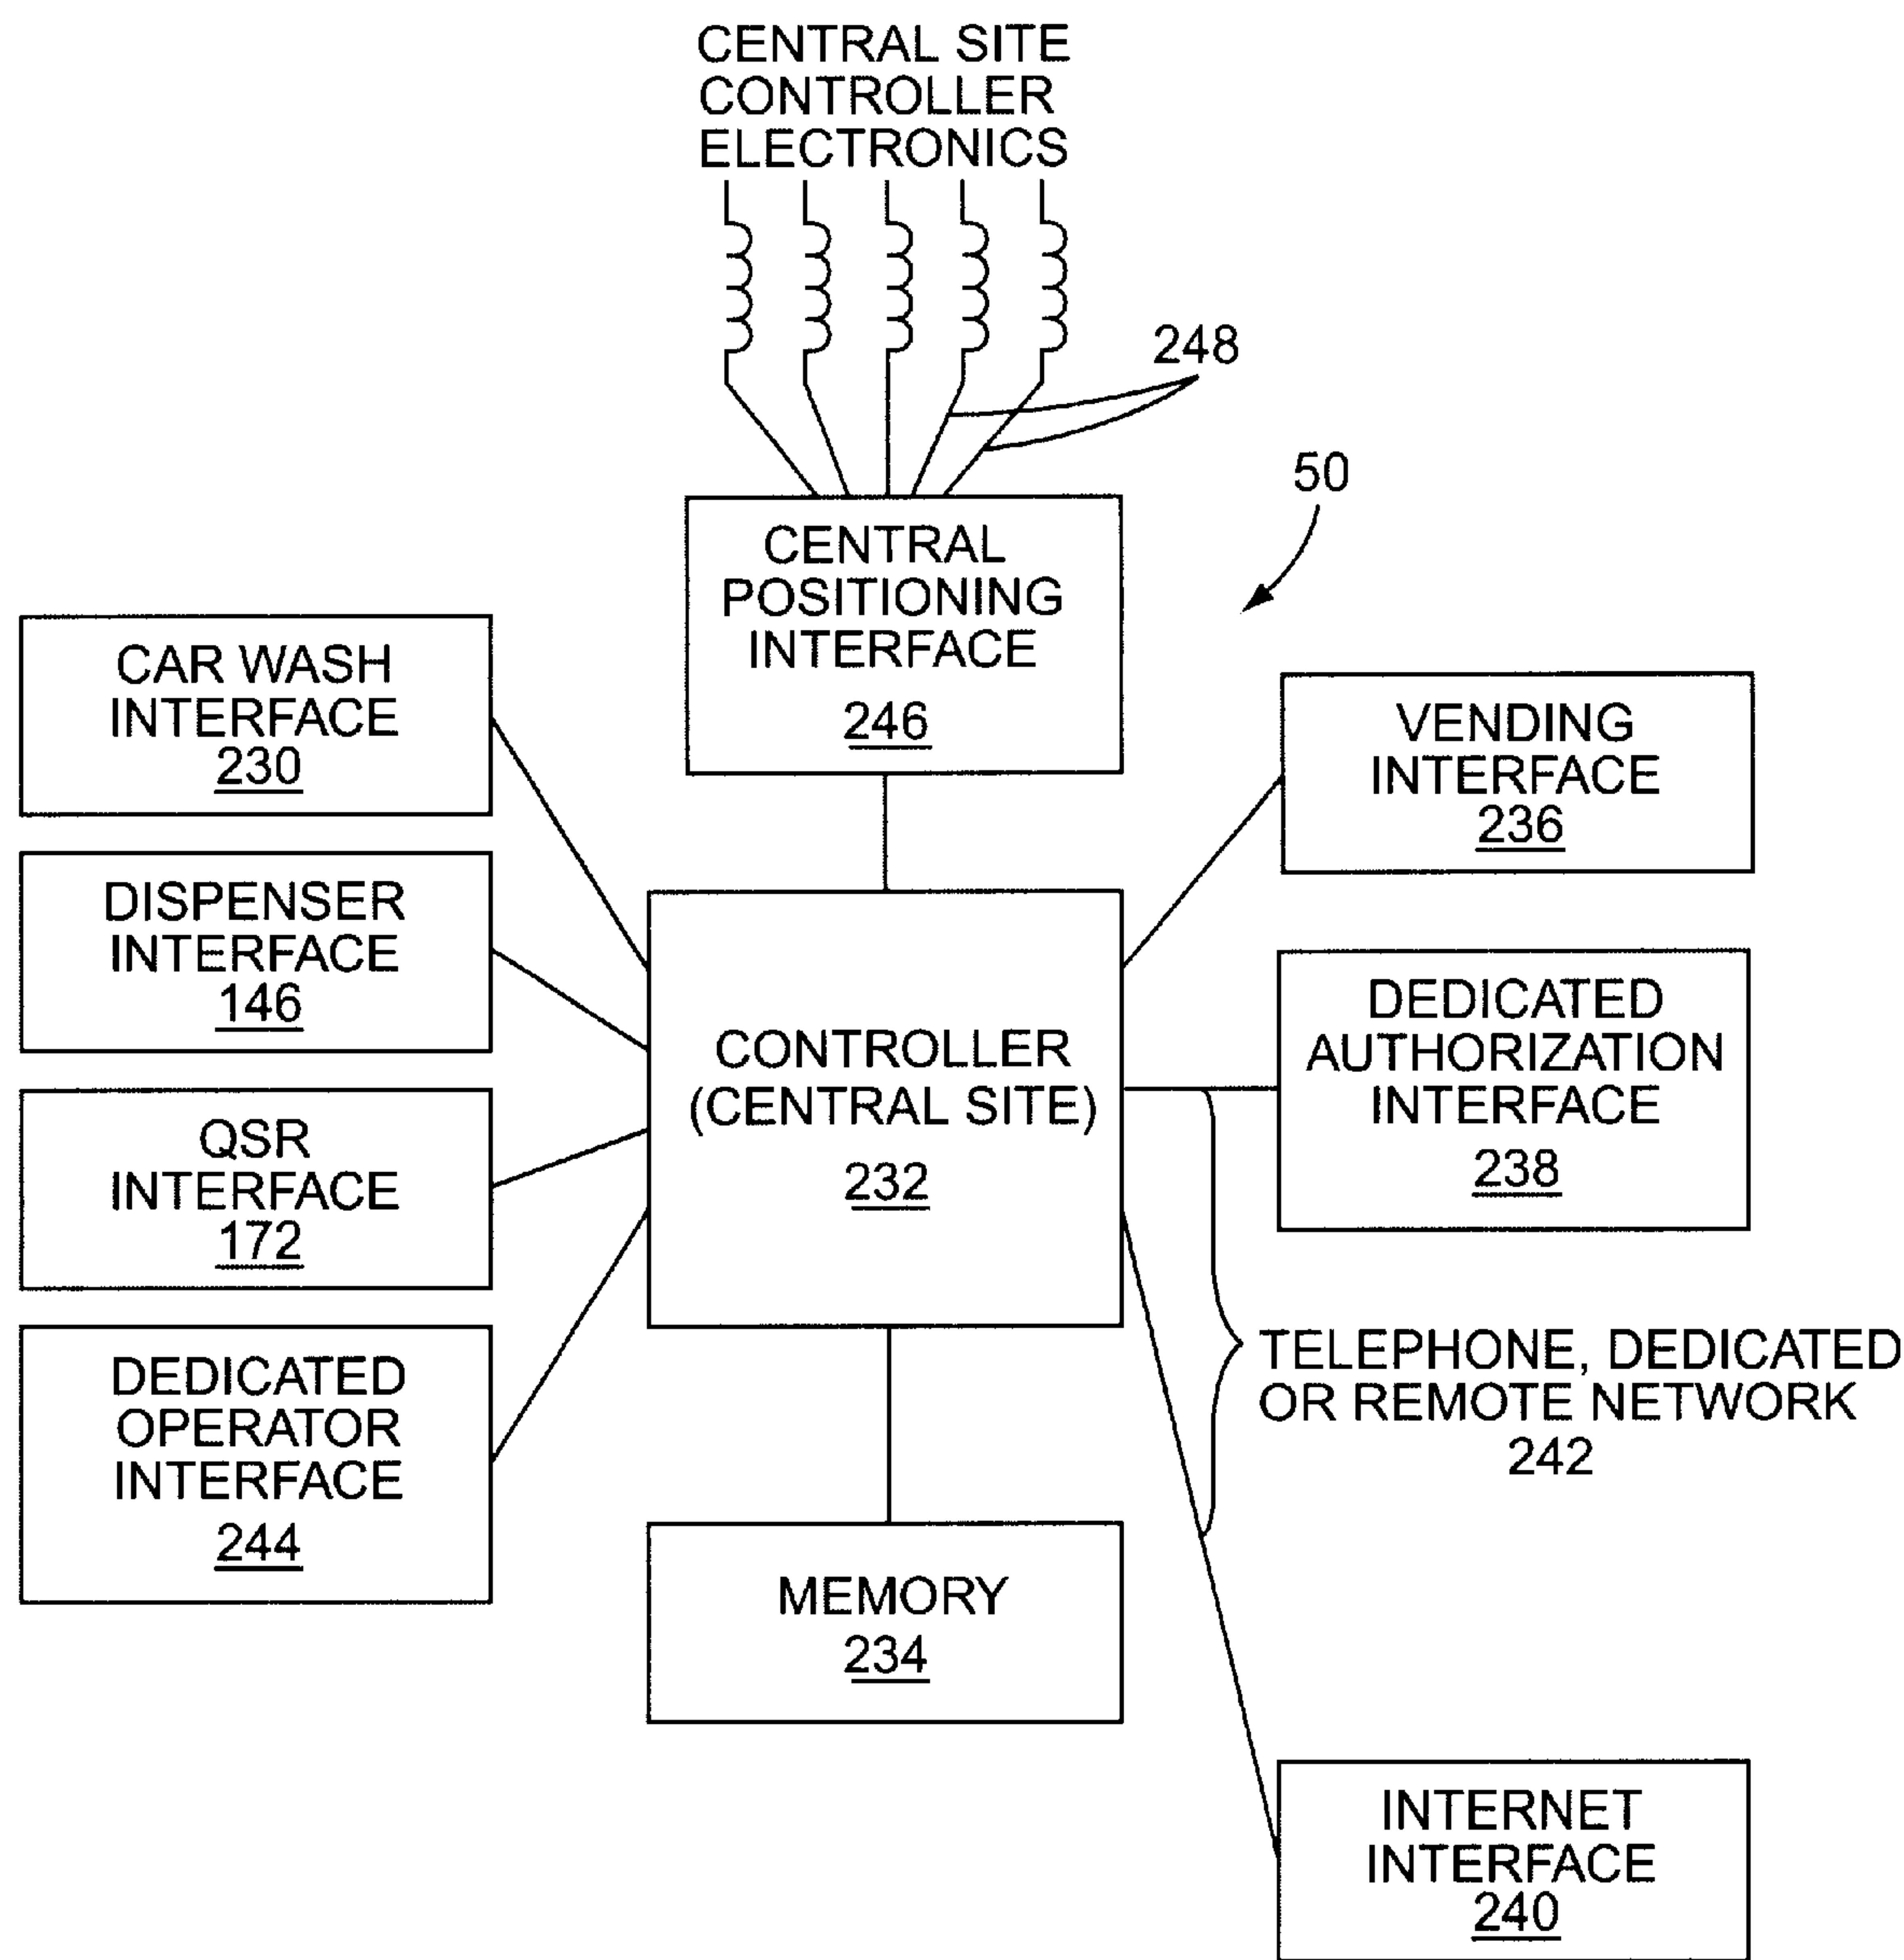 CENTRAL SITE
CONTROLLER
ELECTRONICS
248
50
CENTRAL
POSITIONING
INTERFACE
246
CAR WASH
INTERFACE
230
VENDING
INTERFACE
236
DISPENSER
INTERFACE
146
DEDICATED
AUTHORIZATION
INTERFACE
238
CONTROLLER
(CENTRAL SITE)
232
QSR
INTERFACE
172
TELEPHONE, DEDICATED
OR REMOTE NETWORK
242
DEDICATED
OPERATOR
INTERFACE
244
MEMORY
234
INTERNET
INTERFACE
240